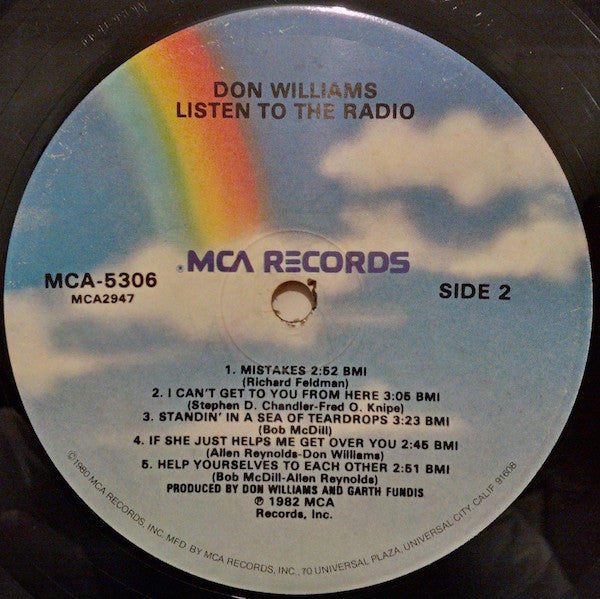 DON WILLIAMS
LISTEN TO THE RADIO
MCA RECORDS
MCA-5306
MCA2947
SIDE 2
1. MISTAKES 2:52 BMI
(Richard Feldman)
2. I CAN'T GET TO YOU FROM HERE 3:05 BMI
(Stephen D. Chandler-Fred O. Knipe)
3. STANDIN' IN A SEA OF TEARDROPS 3:23 BMI
(Bob McDill)
4. IF SHE JUST HELPS ME GET OVER YOU 2:45 BMI
(Allen Reynolds-Don Williams)
5. HELP YOURSELVES TO EACH OTHER 2:51 BMI
(Bob McDill-Allen Reynolds)
PRODUCED BY DON WILLIAMS AND GARTH FUNDIS
℗ 1982 MCA
Records, Inc.
©1980 MCA RECORDS, INC. MFD BY MCA RECORDS, INC., 70 UNIVERSAL PLAZA, UNIVERSAL CITY, CALIF. 91608